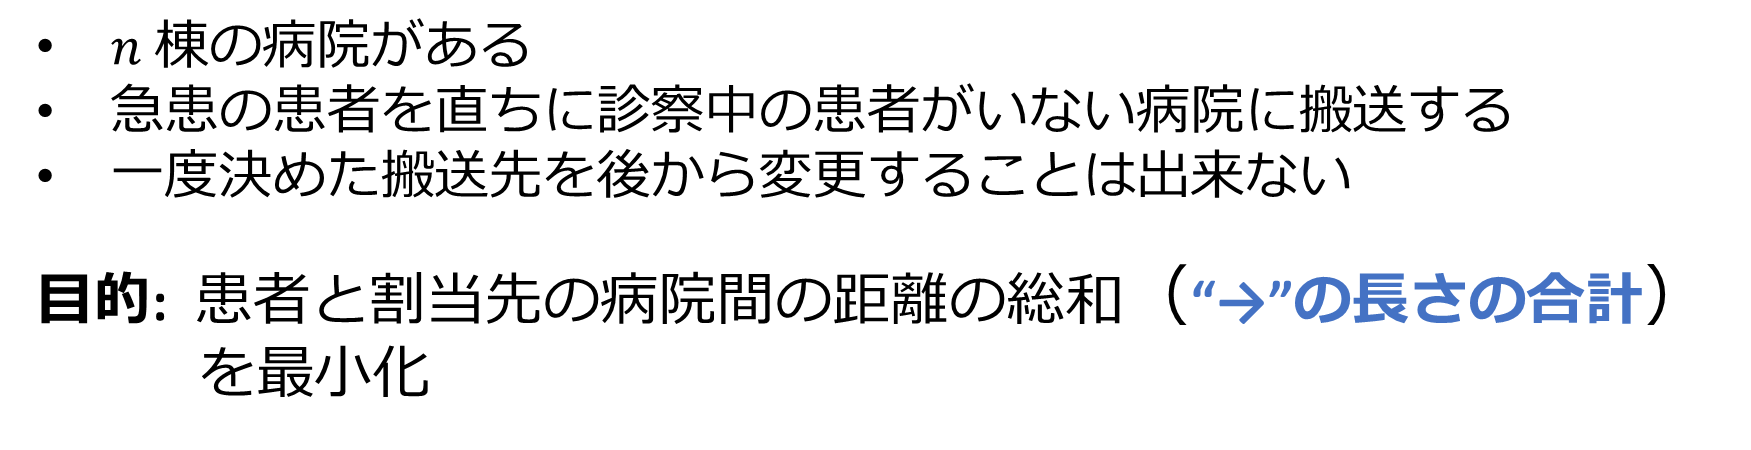 • n 棟の病院がある
• 急患の患者を直ちに診察中の患者がいない病院に搬送する
• 一度決めた搬送先を後から変更することは出来ない
目的: 患者と割当先の病院間の距離の総和（“→”の長さの合計）
を最小化